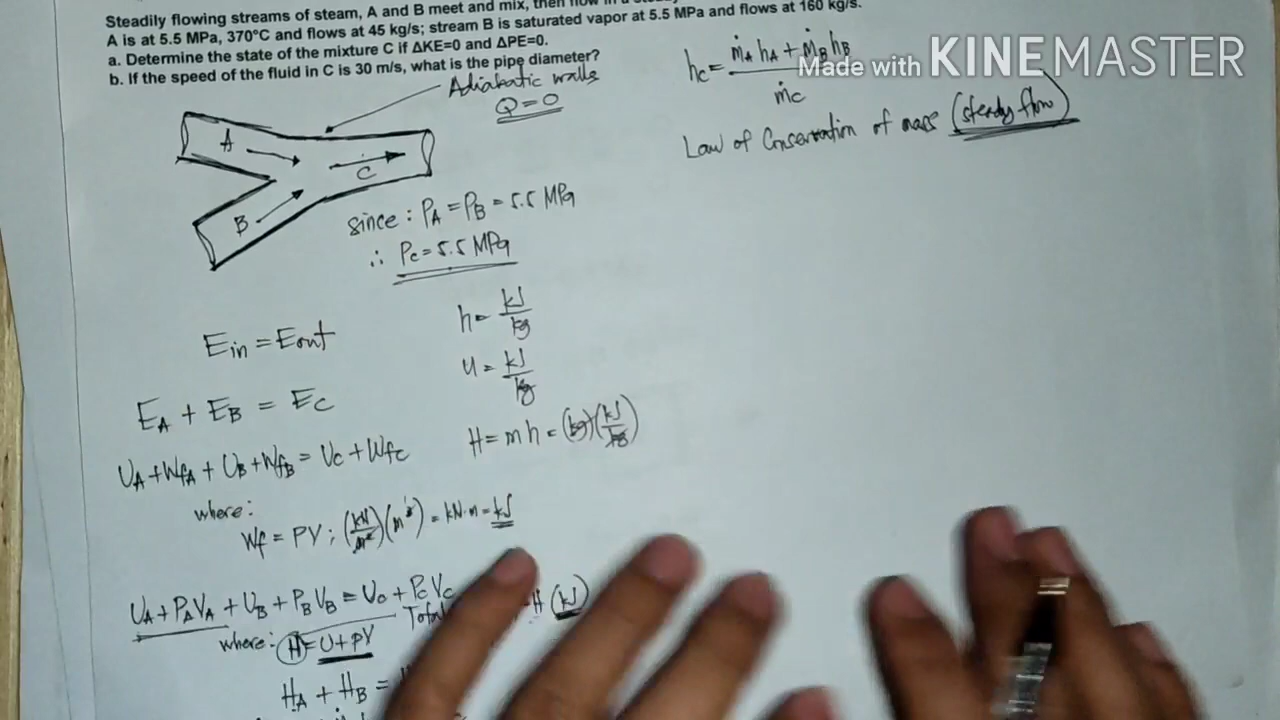 Steadily flowing streams of steam, A and B meet and mix, then flow in a
A is at 5.5 MPa, 370°C and flows at 45 kg/s; stream B is saturated vapor at 5.5 MPa and flows at 160 kg/s.
a. Determine the state of the mixture C if ΔKE=0 and ΔPE=0.
b. If the speed of the fluid in C is 30 m/s, what is the pipe diameter?
Adiabatic walls
Q=0
A
B
C
since: PA = PB = 5.5 MPa
∴ Pc = 5.5 MPa
Ein = Eout
EA + EB = EC
UA + WfA + UB + WfB = UC + WfC
where:
Wf = PV; (kN/m²)(m³) = kN·m = kJ
UA + PAVA + UB + PBVB = UC + PCVC
where: H = U + PV
HA + HB =
h = kJ/kg
u = kJ/kg
H = mh = (kg)(kJ/kg)
Total
H (kJ)
hc = ṁA hA + ṁB hB / ṁc
Law of Conservation of mass (steady flow)
Made with KINEMASTER